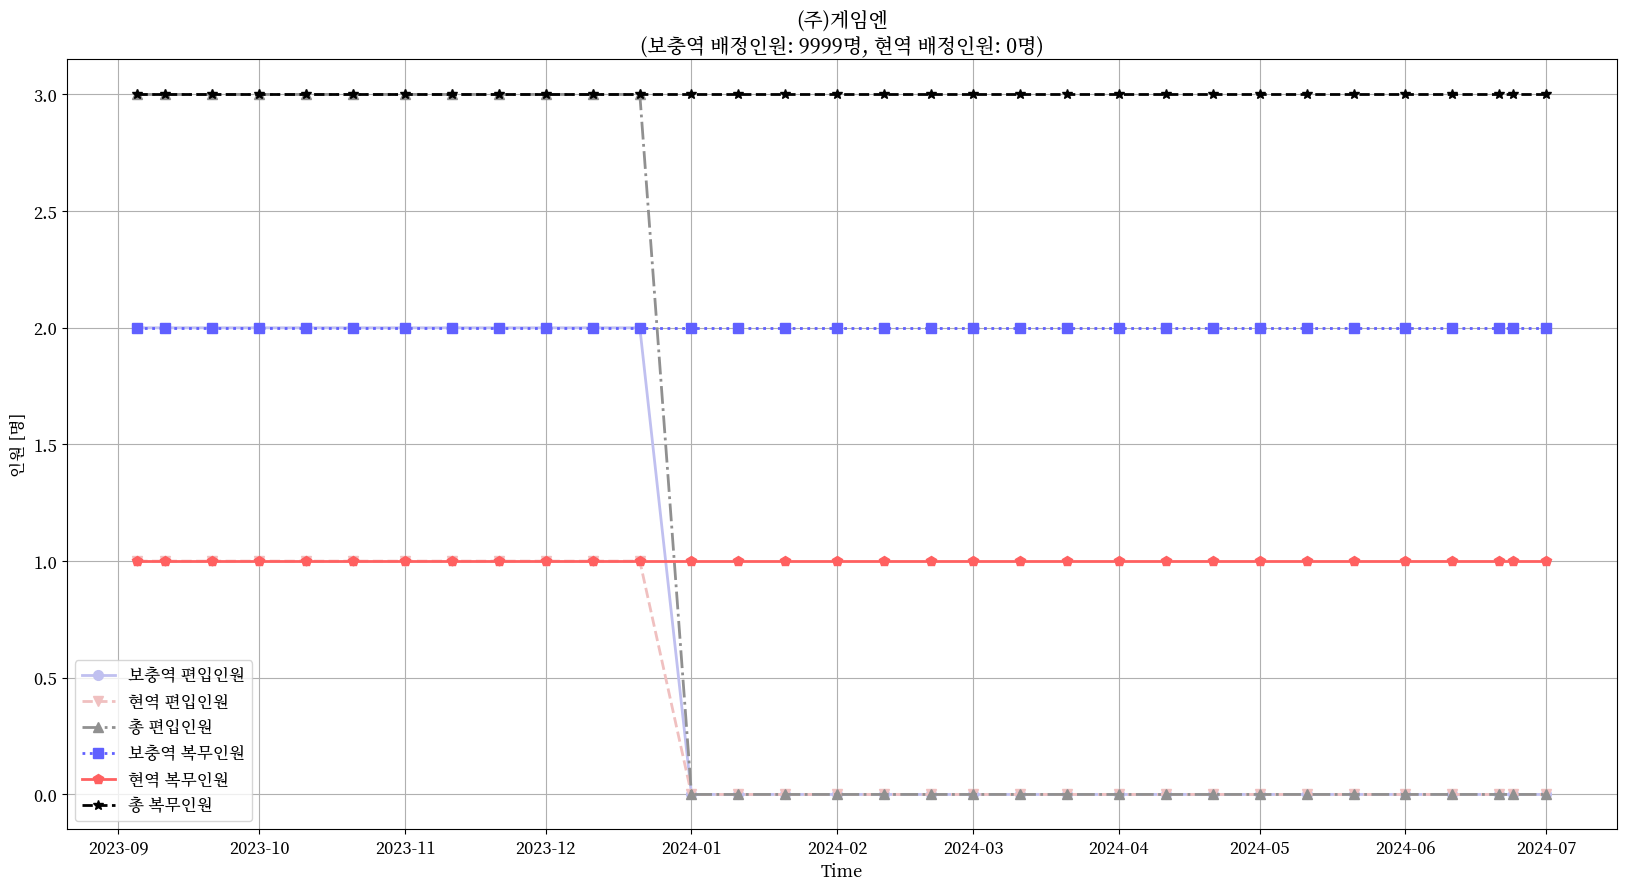 (주)게임엔
(보충역 배정인원: 9999명, 현역 배정인원: 0명)
인원 [명]
3.0
2.5
2.0
1.5
1.0
0.5
0.0
보충역 편입인원
현역 편입인원
총 편입인원
보충역 복무인원
현역 복무인원
총 복무인원
2023-09 2023-10 2023-11 2023-12 2024-01 2024-02 2024-03 2024-04 2024-05 2024-06 2024-07
Time